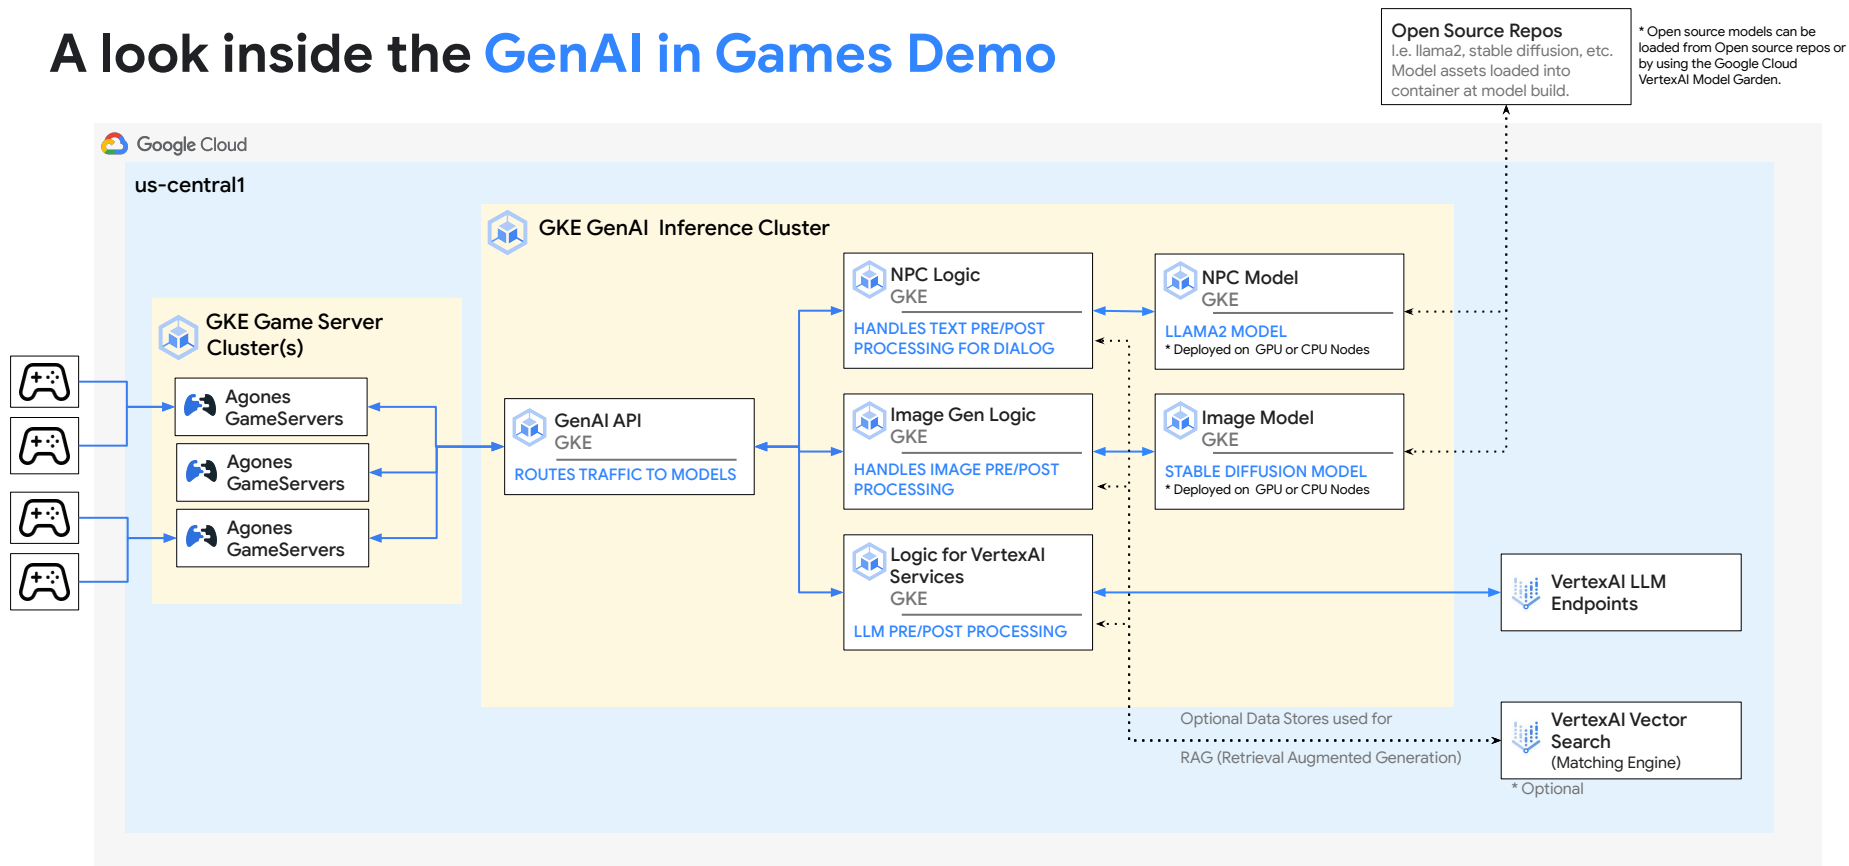 A look inside the GenAI in Games Demo
Open Source Repos
I.e. llama2, stable diffusion, etc.
Model assets loaded into
container at model build.
* Open source models can be
loaded from Open source repos or
by using the Google Cloud
VertexAI Model Garden.
Google Cloud
us-central1
GKE Game Server
Cluster(s)
Agones
GameServers
Agones
GameServers
Agones
GameServers
GKE GenAI Inference Cluster
GenAI API
GKE
ROUTES TRAFFIC TO MODELS
NPC Logic
GKE
HANDLES TEXT PRE/POST
PROCESSING FOR DIALOG
NPC Model
GKE
LLAMA2 MODEL
* Deployed on GPU or CPU Nodes
Image Gen Logic
GKE
HANDLES IMAGE PRE/POST
PROCESSING
Image Model
GKE
STABLE DIFFUSION MODEL
* Deployed on GPU or CPU Nodes
Logic for VertexAI
Services
GKE
LLM PRE/POST PROCESSING
VertexAI LLM
Endpoints
Optional Data Stores used for
RAG (Retrieval Augmented Generation)
VertexAI Vector
Search
(Matching Engine)
* Optional